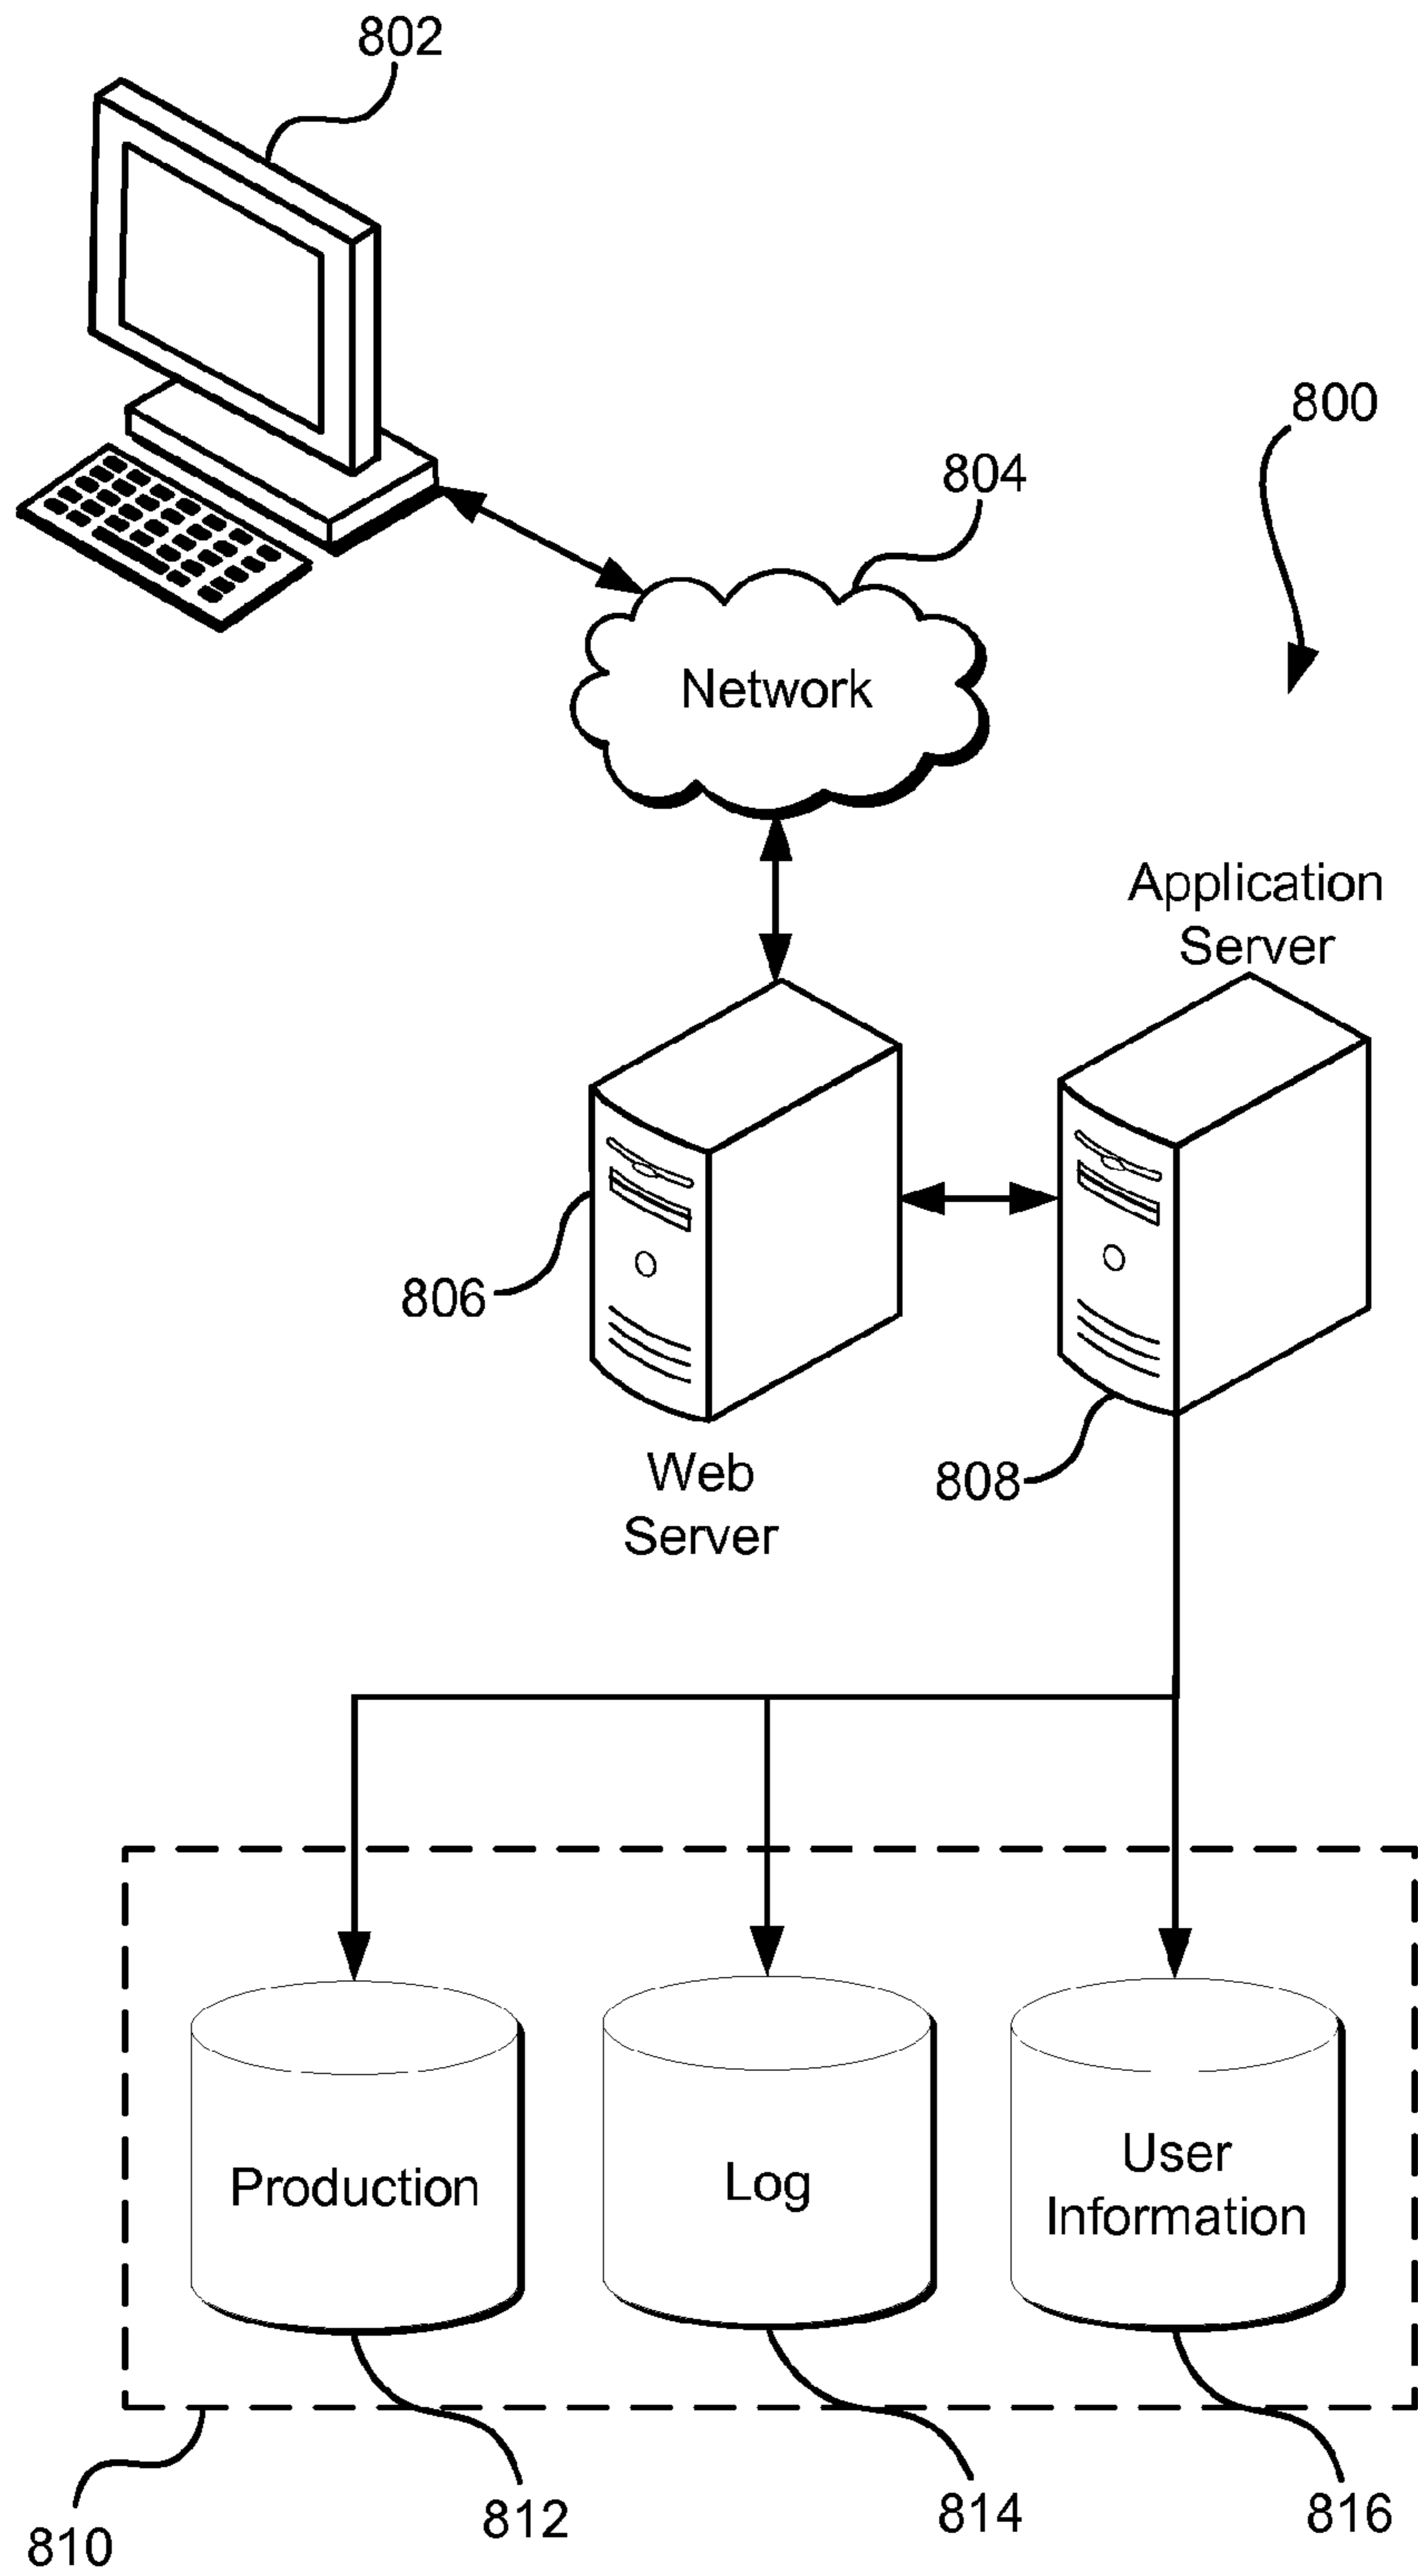 802
800
804
Network
Application
Server
806
808
Web
Server
Production
Log
User
Information
810
812
814
816